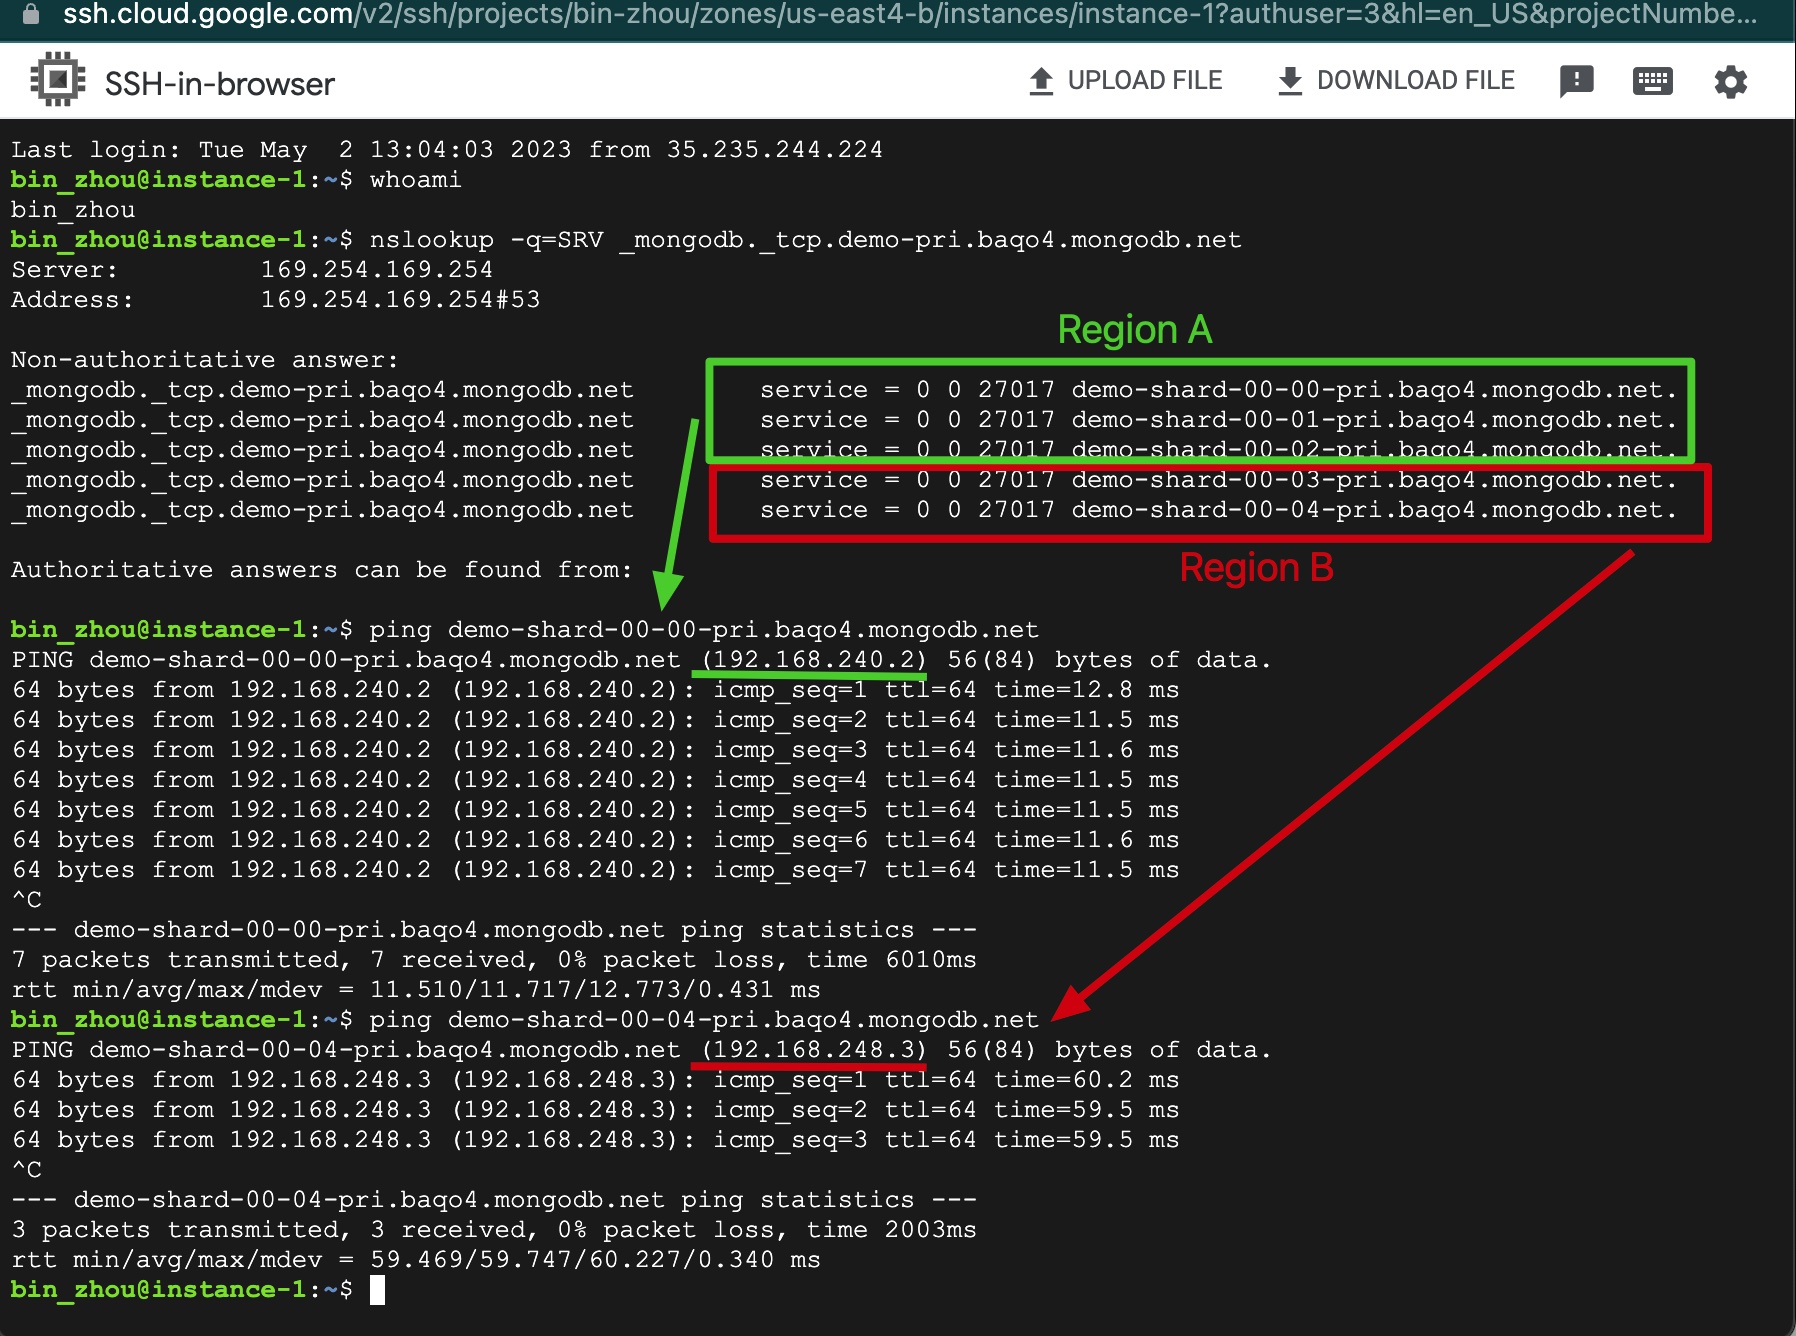 ssh.cloud.google.com/v2/ssh/projects/bin-zhou/zones/us-east4-b/instances/instance-1?authuser=3&hl=en_US&projectNumbe...
SSH-in-browser UPLOAD FILE DOWNLOAD FILE
Last login: Tue May  2 13:04:03 2023 from 35.235.244.224
bin_zhou@instance-1:~$ whoami
bin_zhou
bin_zhou@instance-1:~$ nslookup -q=SRV _mongodb._tcp.demo-pri.baqo4.mongodb.net
Server:         169.254.169.254
Address:        169.254.169.254#53
Region A
Non-authoritative answer:
_mongodb._tcp.demo-pri.baqo4.mongodb.net        service = 0 0 27017 demo-shard-00-00-pri.baqo4.mongodb.net.
_mongodb._tcp.demo-pri.baqo4.mongodb.net        service = 0 0 27017 demo-shard-00-01-pri.baqo4.mongodb.net.
_mongodb._tcp.demo-pri.baqo4.mongodb.net        service = 0 0 27017 demo-shard-00-02-pri.baqo4.mongodb.net.
_mongodb._tcp.demo-pri.baqo4.mongodb.net        service = 0 0 27017 demo-shard-00-03-pri.baqo4.mongodb.net.
_mongodb._tcp.demo-pri.baqo4.mongodb.net        service = 0 0 27017 demo-shard-00-04-pri.baqo4.mongodb.net.
Region B
Authoritative answers can be found from:
bin_zhou@instance-1:~$ ping demo-shard-00-00-pri.baqo4.mongodb.net
PING demo-shard-00-00-pri.baqo4.mongodb.net (192.168.240.2) 56(84) bytes of data.
64 bytes from 192.168.240.2 (192.168.240.2): icmp_seq=1 ttl=64 time=12.8 ms
64 bytes from 192.168.240.2 (192.168.240.2): icmp_seq=2 ttl=64 time=11.5 ms
64 bytes from 192.168.240.2 (192.168.240.2): icmp_seq=3 ttl=64 time=11.6 ms
64 bytes from 192.168.240.2 (192.168.240.2): icmp_seq=4 ttl=64 time=11.5 ms
64 bytes from 192.168.240.2 (192.168.240.2): icmp_seq=5 ttl=64 time=11.5 ms
64 bytes from 192.168.240.2 (192.168.240.2): icmp_seq=6 ttl=64 time=11.6 ms
64 bytes from 192.168.240.2 (192.168.240.2): icmp_seq=7 ttl=64 time=11.5 ms
^C
--- demo-shard-00-00-pri.baqo4.mongodb.net ping statistics ---
7 packets transmitted, 7 received, 0% packet loss, time 6010ms
rtt min/avg/max/mdev = 11.510/11.717/12.773/0.431 ms
bin_zhou@instance-1:~$ ping demo-shard-00-04-pri.baqo4.mongodb.net
PING demo-shard-00-04-pri.baqo4.mongodb.net (192.168.248.3) 56(84) bytes of data.
64 bytes from 192.168.248.3 (192.168.248.3): icmp_seq=1 ttl=64 time=60.2 ms
64 bytes from 192.168.248.3 (192.168.248.3): icmp_seq=2 ttl=64 time=59.5 ms
64 bytes from 192.168.248.3 (192.168.248.3): icmp_seq=3 ttl=64 time=59.5 ms
^C
--- demo-shard-00-04-pri.baqo4.mongodb.net ping statistics ---
3 packets transmitted, 3 received, 0% packet loss, time 2003ms
rtt min/avg/max/mdev = 59.469/59.747/60.227/0.340 ms
bin_zhou@instance-1:~$